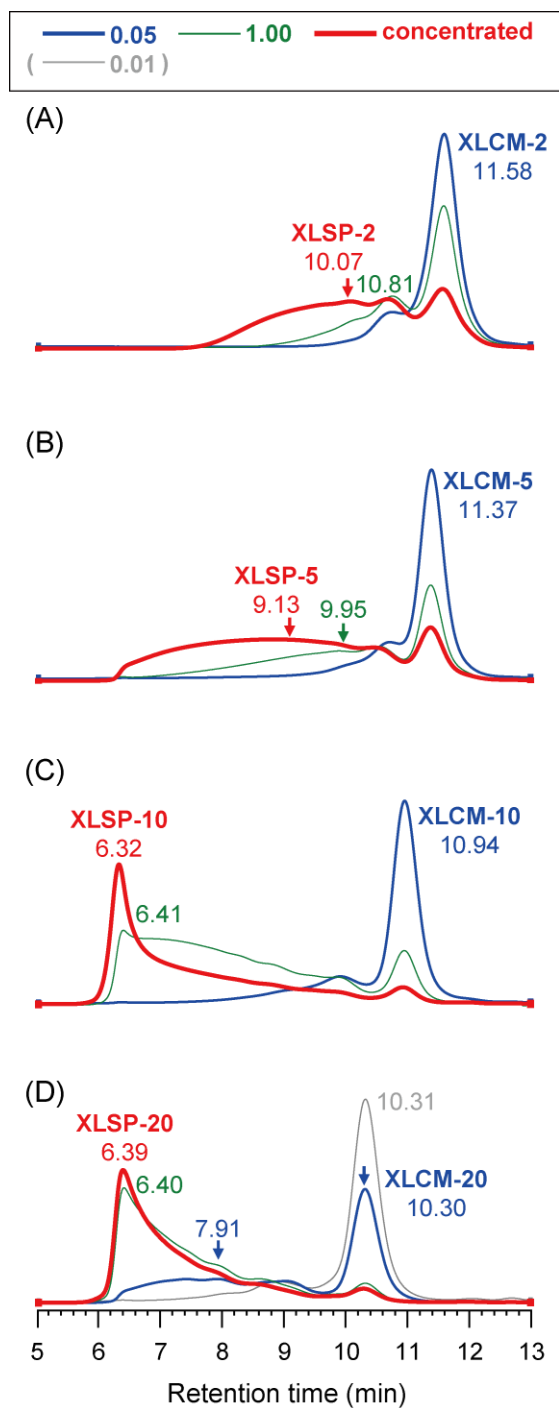 0.05 1.00 concentrated
( 0.01 )
(A)
XLCM-2
11.58
XLSP-2
10.07
10.81
(B)
XLCM-5
11.37
XLSP-5
9.13
9.95
(C)
XLSP-10
6.32
6.41
XLCM-10
10.94
(D)
XLSP-20
6.39
6.40
7.91
10.31
XLCM-20
10.30
5 6 7 8 9 10 11 12 13
Retention time (min)